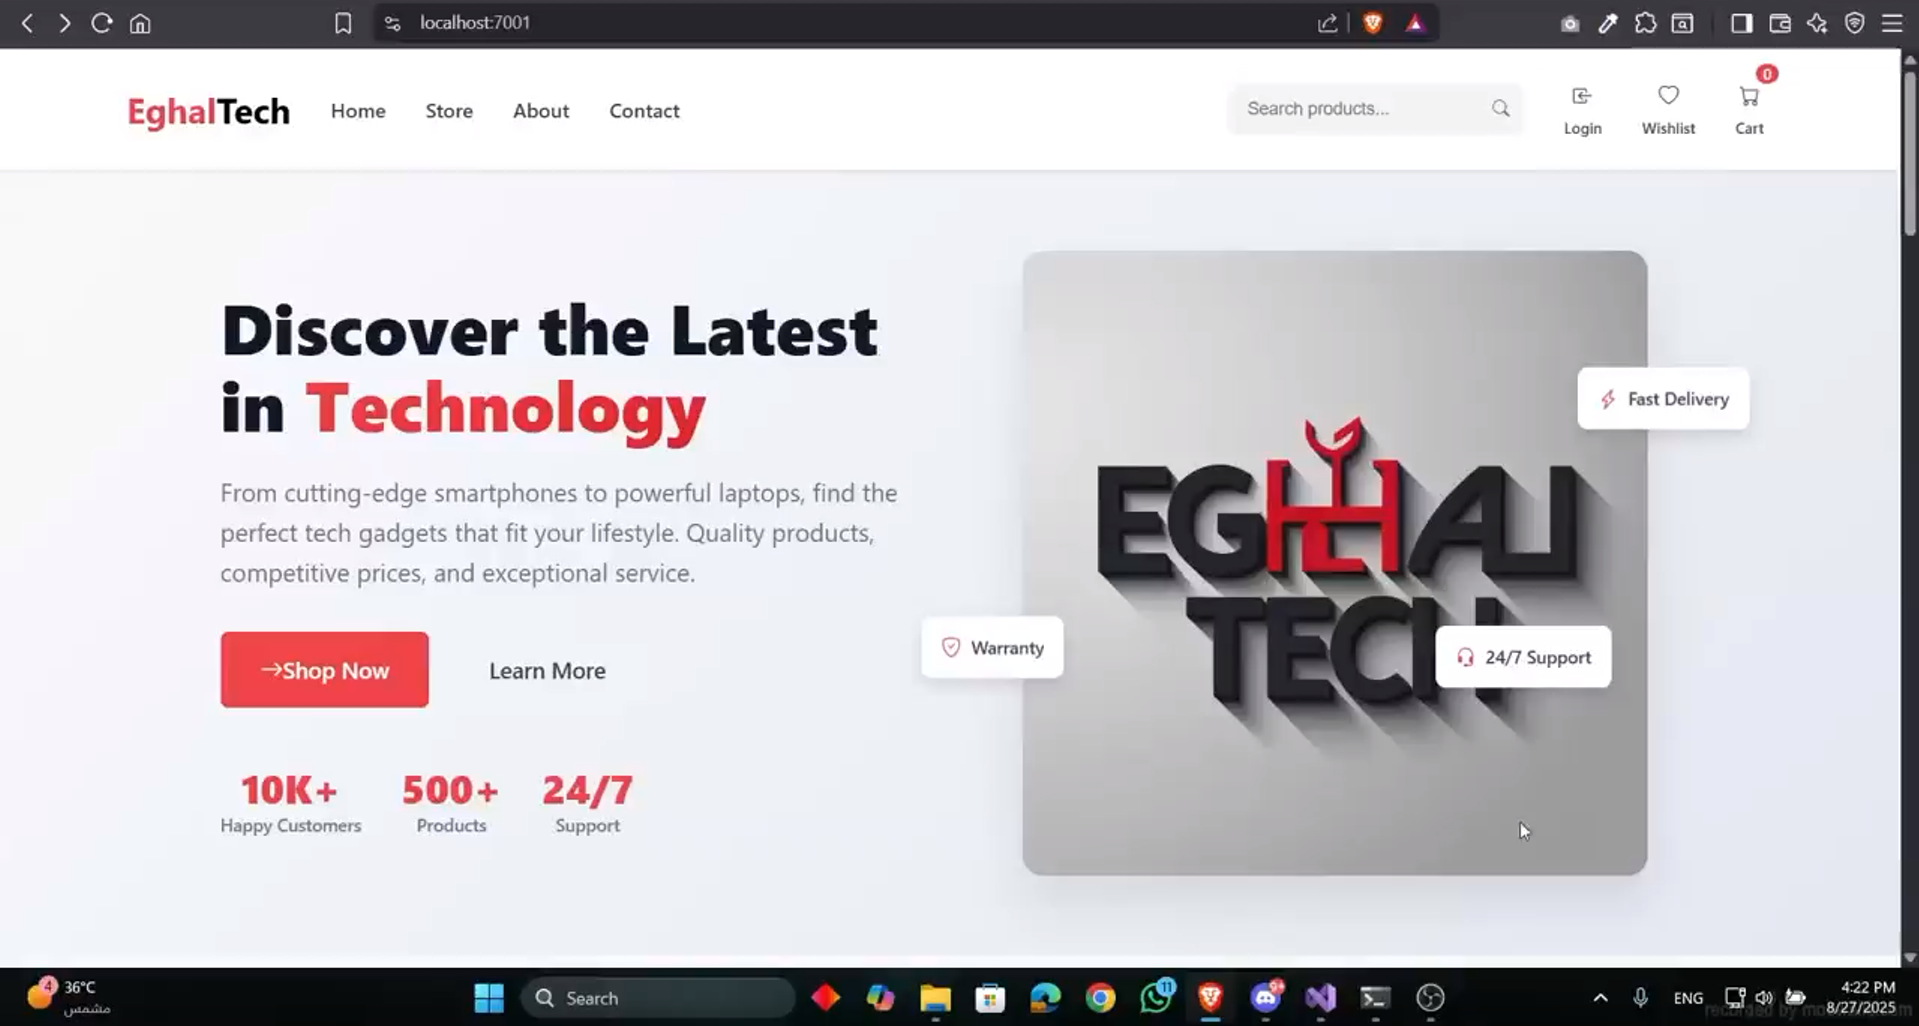 localhost:7001
EghalTech
Home
Store
About
Contact
Search products...
Login
Wishlist
0
Cart
Discover the Latest
in Technology
From cutting-edge smartphones to powerful laptops, find the
perfect tech gadgets that fit your lifestyle. Quality products,
competitive prices, and exceptional service.
→Shop Now
Learn More
10K+
Happy Customers
500+
Products
24/7
Support
Fast Delivery
EGHAL
TECH
Warranty
24/7 Support
4
36°C
مشمس
Search
11
9+
ENG
4:22 PM
8/27/2025